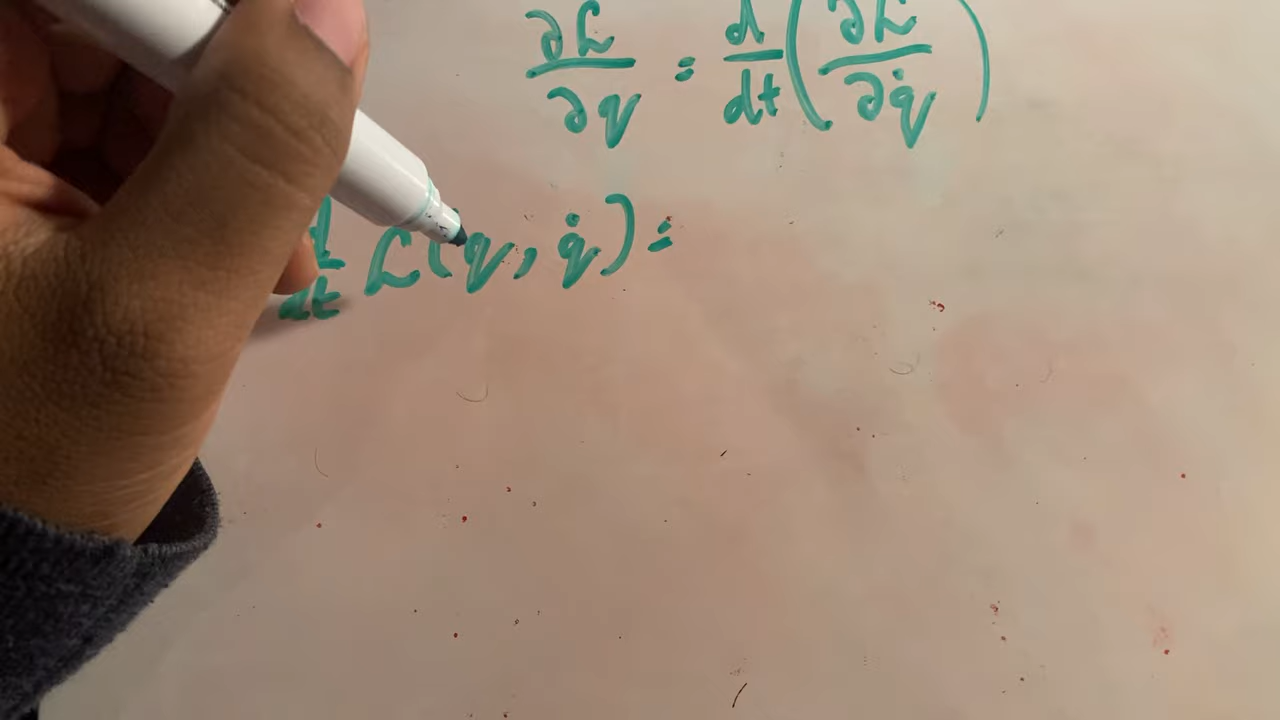 ∂ℒ/∂q = d/dt(∂ℒ/∂q̇)
d/dt ℒ(q, q̇) =